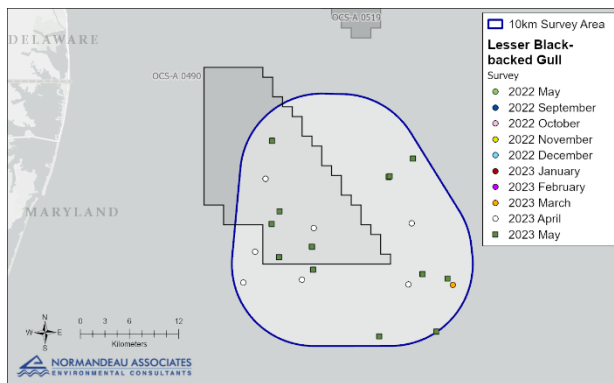 DELAWARE
OCS-A 0519
OCS-A 0490
MARYLAND
10km Survey Area
Lesser Black-
backed Gull
Survey
2022 May
2022 September
2022 October
2022 November
2022 December
2023 January
2023 February
2023 March
2023 April
2023 May
N
W E
S
0 3 6 12
Kilometers
NORMANDEAU ASSOCIATES
ENVIRONMENTAL CONSULTANTS